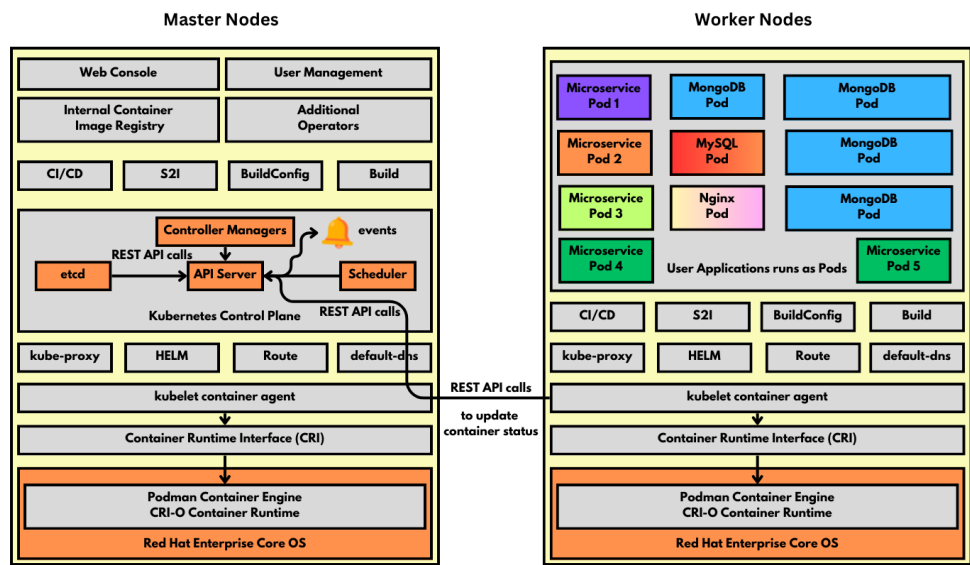 Master Nodes
Web Console
User Management
Internal Container
Image Registry
Additional
Operators
CI/CD
S2I
BuildConfig
Build
Controller Managers
events
REST API calls
etcd
API Server
Scheduler
REST API calls
Kubernetes Control Plane
kube-proxy
HELM
Route
default-dns
kubelet container agent
Container Runtime Interface (CRI)
Podman Container Engine
CRI-O Container Runtime
Red Hat Enterprise Core OS
REST API calls
to update
container status
Worker Nodes
Microservice
Pod 1
MongoDB
Pod
MongoDB
Pod
Microservice
Pod 2
MySQL
Pod
MongoDB
Pod
Microservice
Pod 3
Nginx
Pod
MongoDB
Pod
Microservice
Pod 4
User Applications runs as Pods
Microservice
Pod 5
CI/CD
S2I
BuildConfig
Build
kube-proxy
HELM
Route
default-dns
kubelet container agent
Container Runtime Interface (CRI)
Podman Container Engine
CRI-O Container Runtime
Red Hat Enterprise Core OS